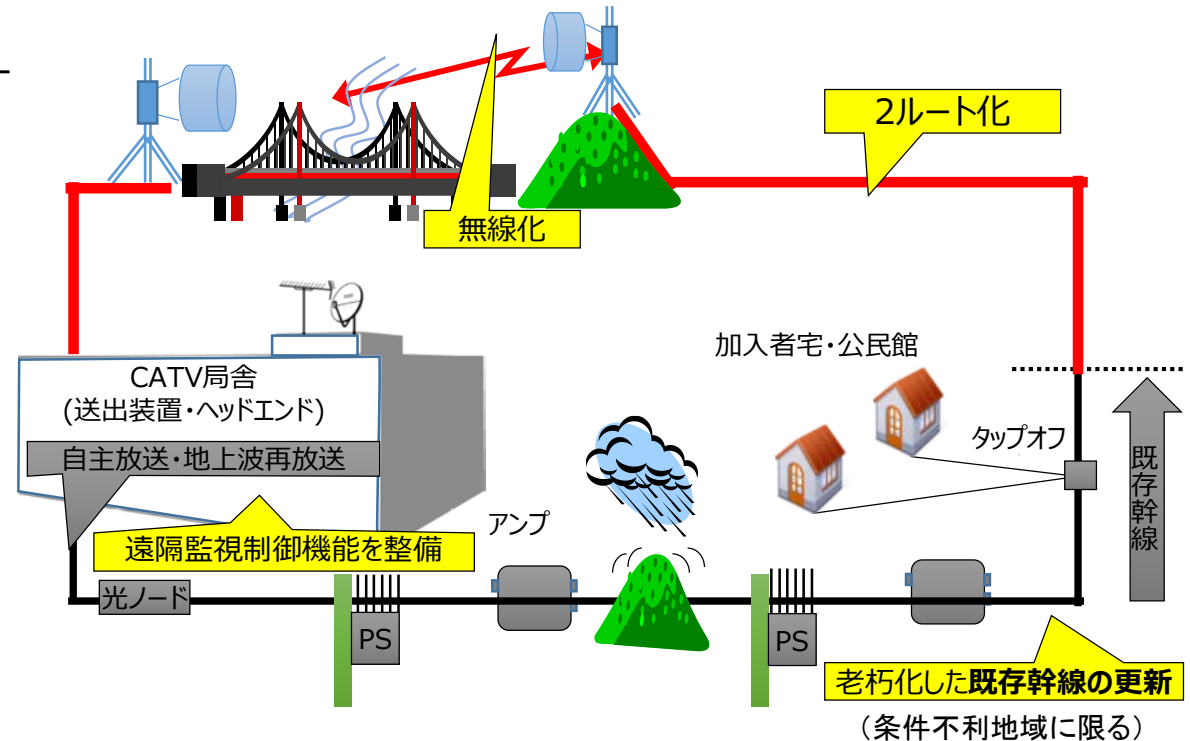 2ルート化
無線化
加入者宅・公民館
CATV局舎
(送出装置・ヘッドエンド)
自主放送・地上波再放送
タップオフ
既存幹線
アンプ
遠隔監視制御機能を整備
光ノード
PS
PS
老朽化した既存幹線の更新
（条件不利地域に限る）